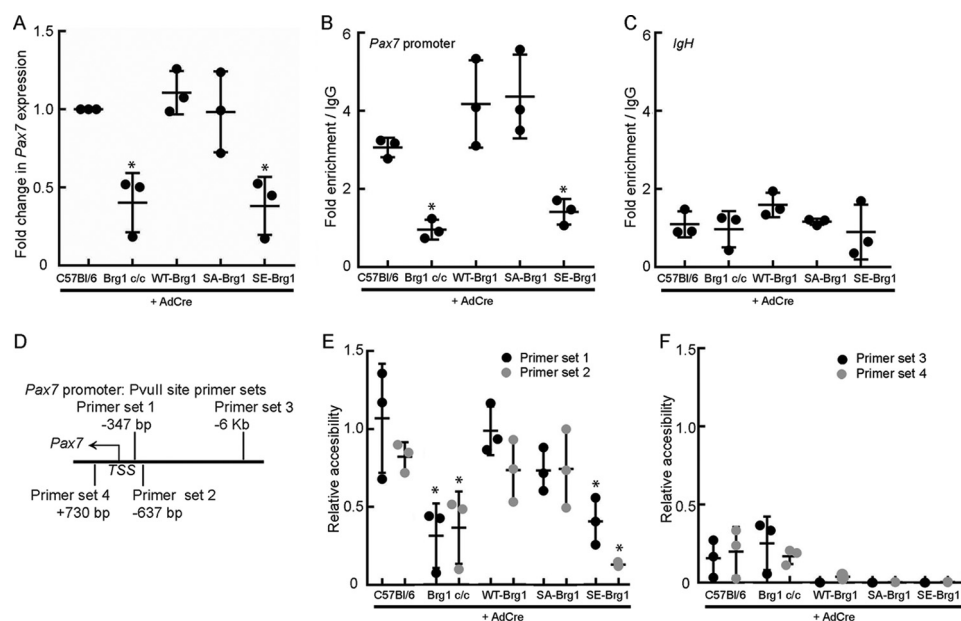 A
Fold change in Pax7 expression
1.5
1.0
0.5
0
*
*
C57Bl/6 Brg1 c/c WT-Brg1 SA-Brg1 SE-Brg1
+ AdCre
B
Pax7 promoter
Fold enrichment / IgG
6
4
2
0
*
*
C57Bl/6 Brg1 c/c WT-Brg1 SA-Brg1 SE-Brg1
+ AdCre
C
IgH
Fold enrichment / IgG
6
4
2
0
C57Bl/6 Brg1 c/c WT-Brg1 SA-Brg1 SE-Brg1
+ AdCre
D
Pax7 promoter: PvuII site primer sets
Primer set 1
-347 bp
Primer set 3
-6 Kb
Pax7
TSS
Primer set 4
+730 bp
Primer set 2
-637 bp
E
Primer set 1
Primer set 2
Relative accesibility
1.5
1.0
0.5
0
* *
*
*
C57Bl/6 Brg1 c/c WT-Brg1 SA-Brg1 SE-Brg1
+ AdCre
F
Primer set 3
Primer set 4
Relative accessibility
1.5
1.0
0.5
0
C57Bl/6 Brg1 c/c WT-Brg1 SA-Brg1 SE-Brg1
+ AdCre